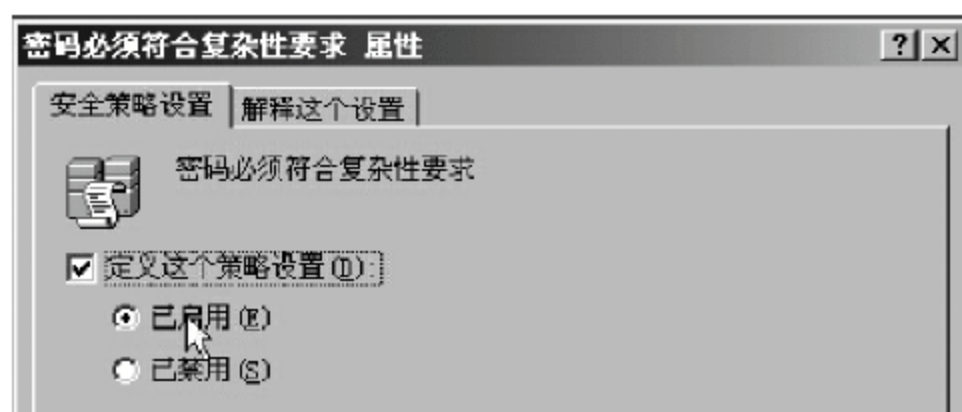 密码必须符合复杂性要求 属性
安全策略设置 解释这个设置
密码必须符合复杂性要求
定义这个策略设置(D):
已启用(E)
已禁用(S)